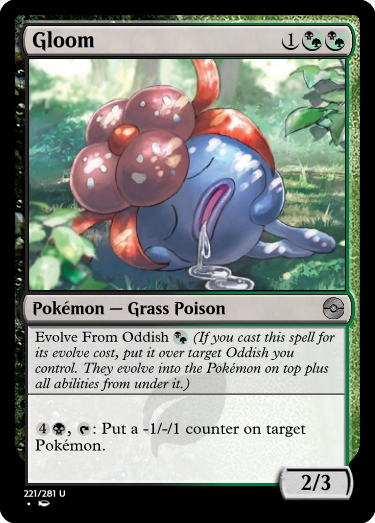 Gloom 1
Pokémon — Grass Poison
Evolve From Oddish (If you cast this spell for
its evolve cost, put it over target Oddish you
control. They evolve into the Pokémon on top plus
all abilities from under it.)
4 , : Put a -1/-/1 counter on target
Pokémon.
2/3
221/281 U